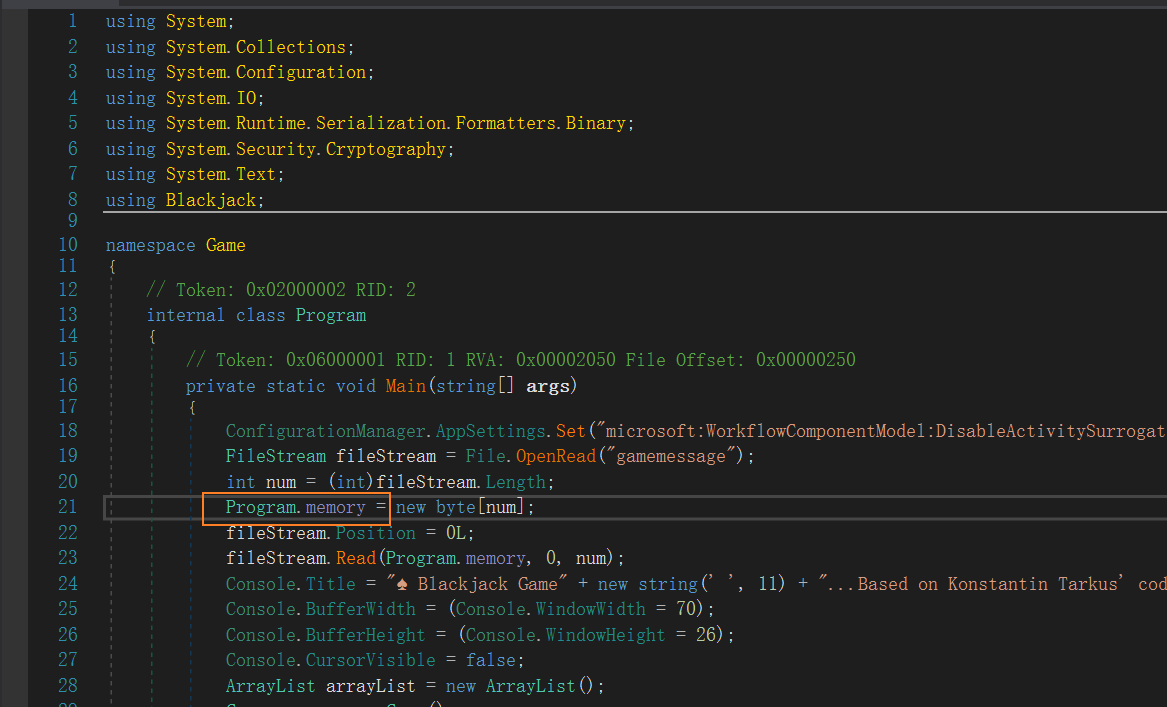 1 using System;
2 using System.Collections;
3 using System.Configuration;
4 using System.IO;
5 using System.Runtime.Serialization.Formatters.Binary;
6 using System.Security.Cryptography;
7 using System.Text;
8 using Blackjack;
9
10 namespace Game
11 {
12 // Token: 0x02000002 RID: 2
13 internal class Program
14 {
15 // Token: 0x06000001 RID: 1 RVA: 0x00002050 File Offset: 0x00000250
16 private static void Main(string[] args)
17 {
18 ConfigurationManager.AppSettings.Set("microsoft:WorkflowComponentModel:DisableActivitySurrogat
19 FileStream fileStream = File.OpenRead("gamemessage");
20 int num = (int)fileStream.Length;
21 Program.memory = new byte[num];
22 fileStream.Position = 0L;
23 fileStream.Read(Program.memory, 0, num);
24 Console.Title = "♠ Blackjack Game" + new string(' ', 11) + "...Based on Konstantin Tarkus' cod
25 Console.BufferWidth = (Console.WindowWidth = 70);
26 Console.BufferHeight = (Console.WindowHeight = 26);
27 Console.CursorVisible = false;
28 ArrayList arrayList = new ArrayList();